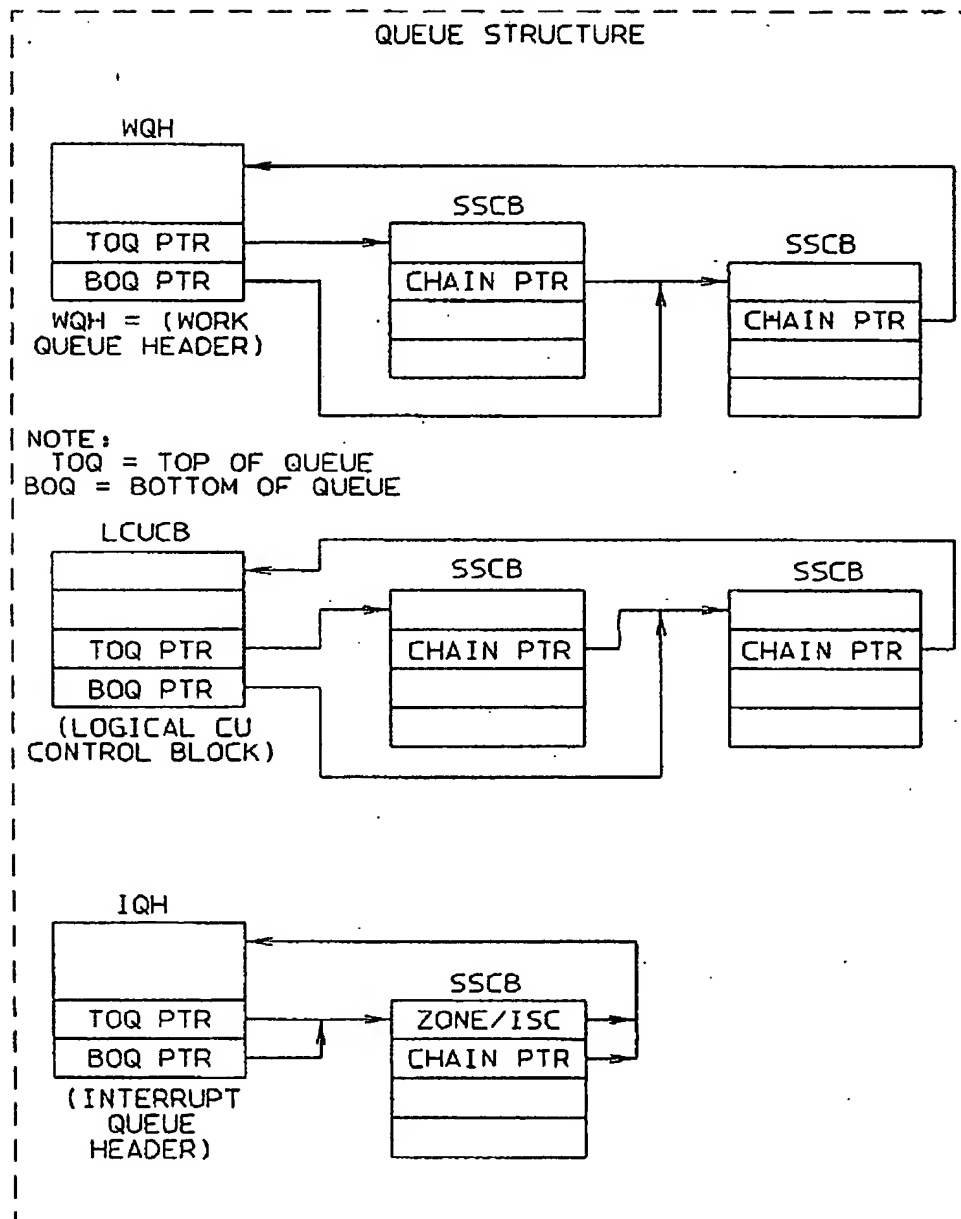 QUEUE STRUCTURE
WQH
TOQ PTR
BOQ PTR
WQH = (WORK
QUEUE HEADER)
SSCB
CHAIN PTR
SSCB
CHAIN PTR
NOTE:
TOQ = TOP OF QUEUE
BOQ = BOTTOM OF QUEUE
LCUCB
TOQ PTR
BOQ PTR
(LOGICAL CU
CONTROL BLOCK)
SSCB
CHAIN PTR
SSCB
CHAIN PTR
IQH
TOQ PTR
BOQ PTR
(INTERRUPT
QUEUE
HEADER)
SSCB
ZONE/ISC
CHAIN PTR